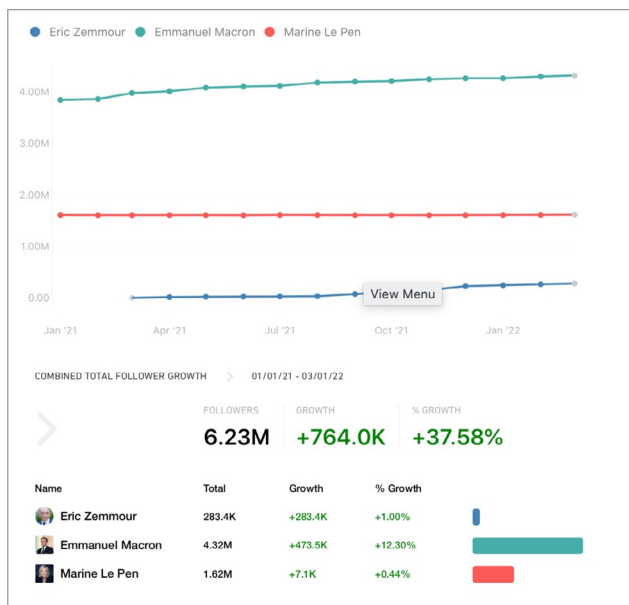 Eric Zemmour Emmanuel Macron Marine Le Pen
4.00M
3.00M
2.00M
1.00M
0.00
View Menu
Jan '21 Apr '21 Jul '21 Oct '21 Jan '22
COMBINED TOTAL FOLLOWER GROWTH 01/01/21 - 03/01/22
FOLLOWERS GROWTH % GROWTH
6.23M +764.0K +37.58%
Name Total Growth % Growth
Eric Zemmour 283.4K +283.4K +1.00%
Emmanuel Macron 4.32M +473.5K +12.30%
Marine Le Pen 1.62M +7.1K +0.44%